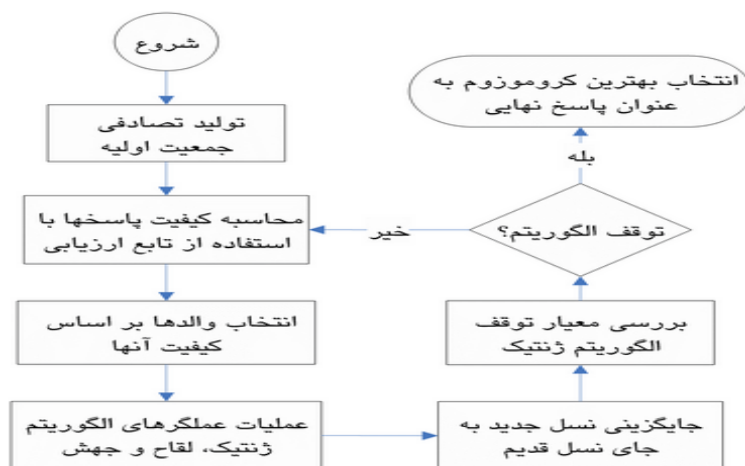 شروع
تولید تصادفی
جمعیت اولیه
محاسبه کیفیت پاسخها با
استفاده از تابع ارزیابی
انتخاب والدها بر اساس
کیفیت آنها
عملیات عملگرهای الگوریتم
ژنتیک، لقاح و جهش
جایگزینی نسل جدید به
جای نسل قدیم
بررسی معیار توقف
الگوریتم ژنتیک
توقف الگوریتم؟
خیر
بله
انتخاب بهترین کروموزوم به
عنوان پاسخ نهایی